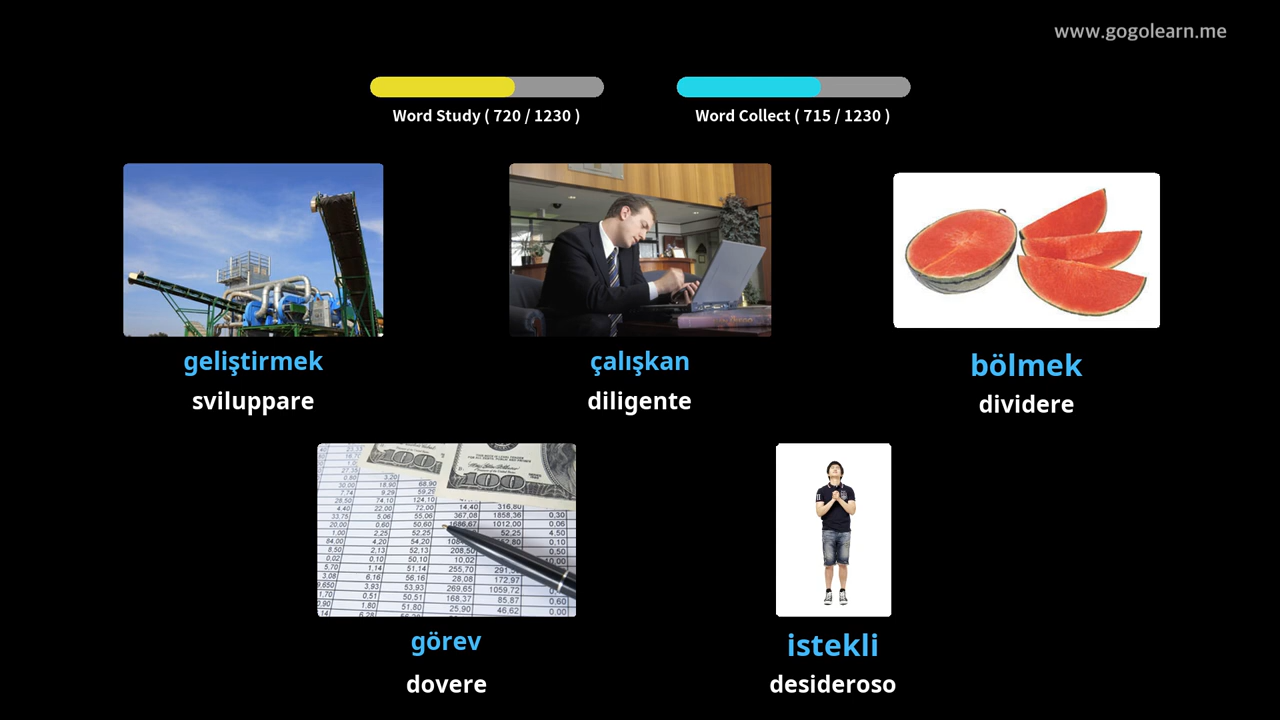 www.gogolearn.me
Word Study ( 720 / 1230 )
Word Collect ( 715 / 1230 )
geliştirmek
sviluppare
çalışkan
diligente
bölmek
dividere
görev
dovere
istekli
desideroso